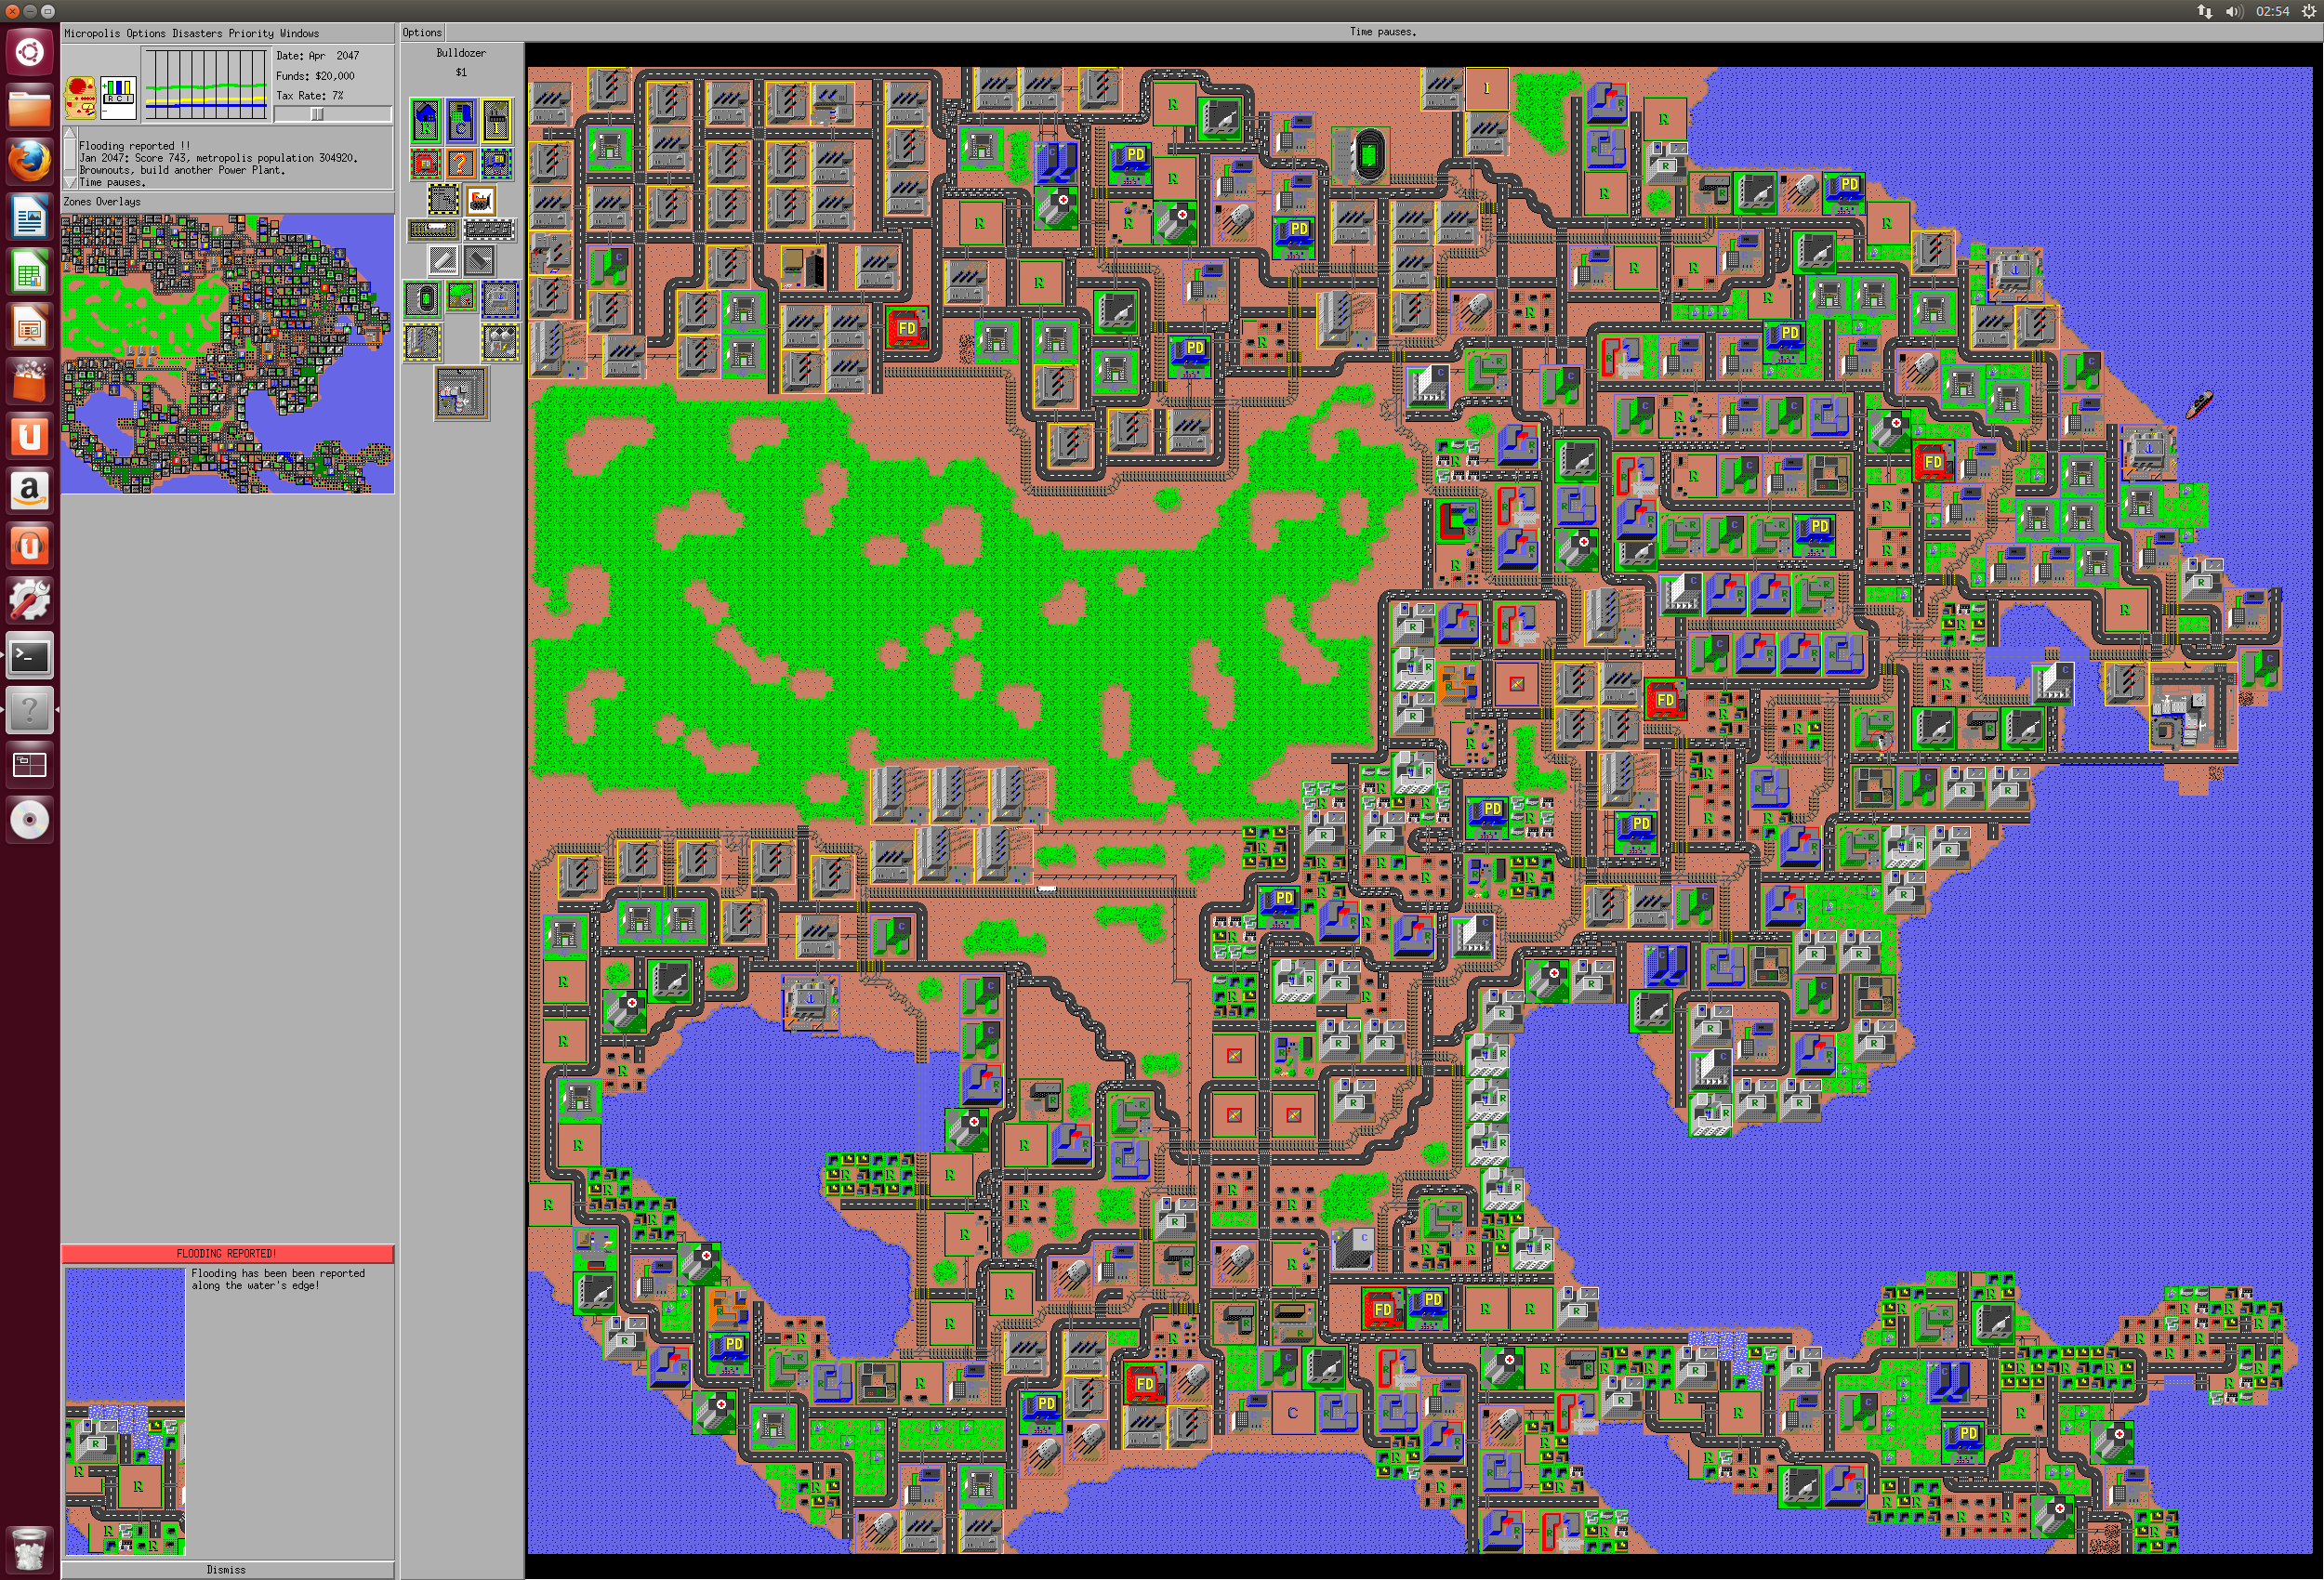 02:54
Micropolis Options Disasters Priority Windows
Options
Time pauses.
Date: Apr 2047
Funds: $20,000
Tax Rate: 7%
R C I
Bulldozer
$1
Flooding reported !!
Jan 2047: Score 743, metropolis population 304920.
Brownouts, build another Power Plant.
Time pauses.
Zones Overlays
FLOODING REPORTED!
Flooding has been been reported
along the water's edge!
Dismiss